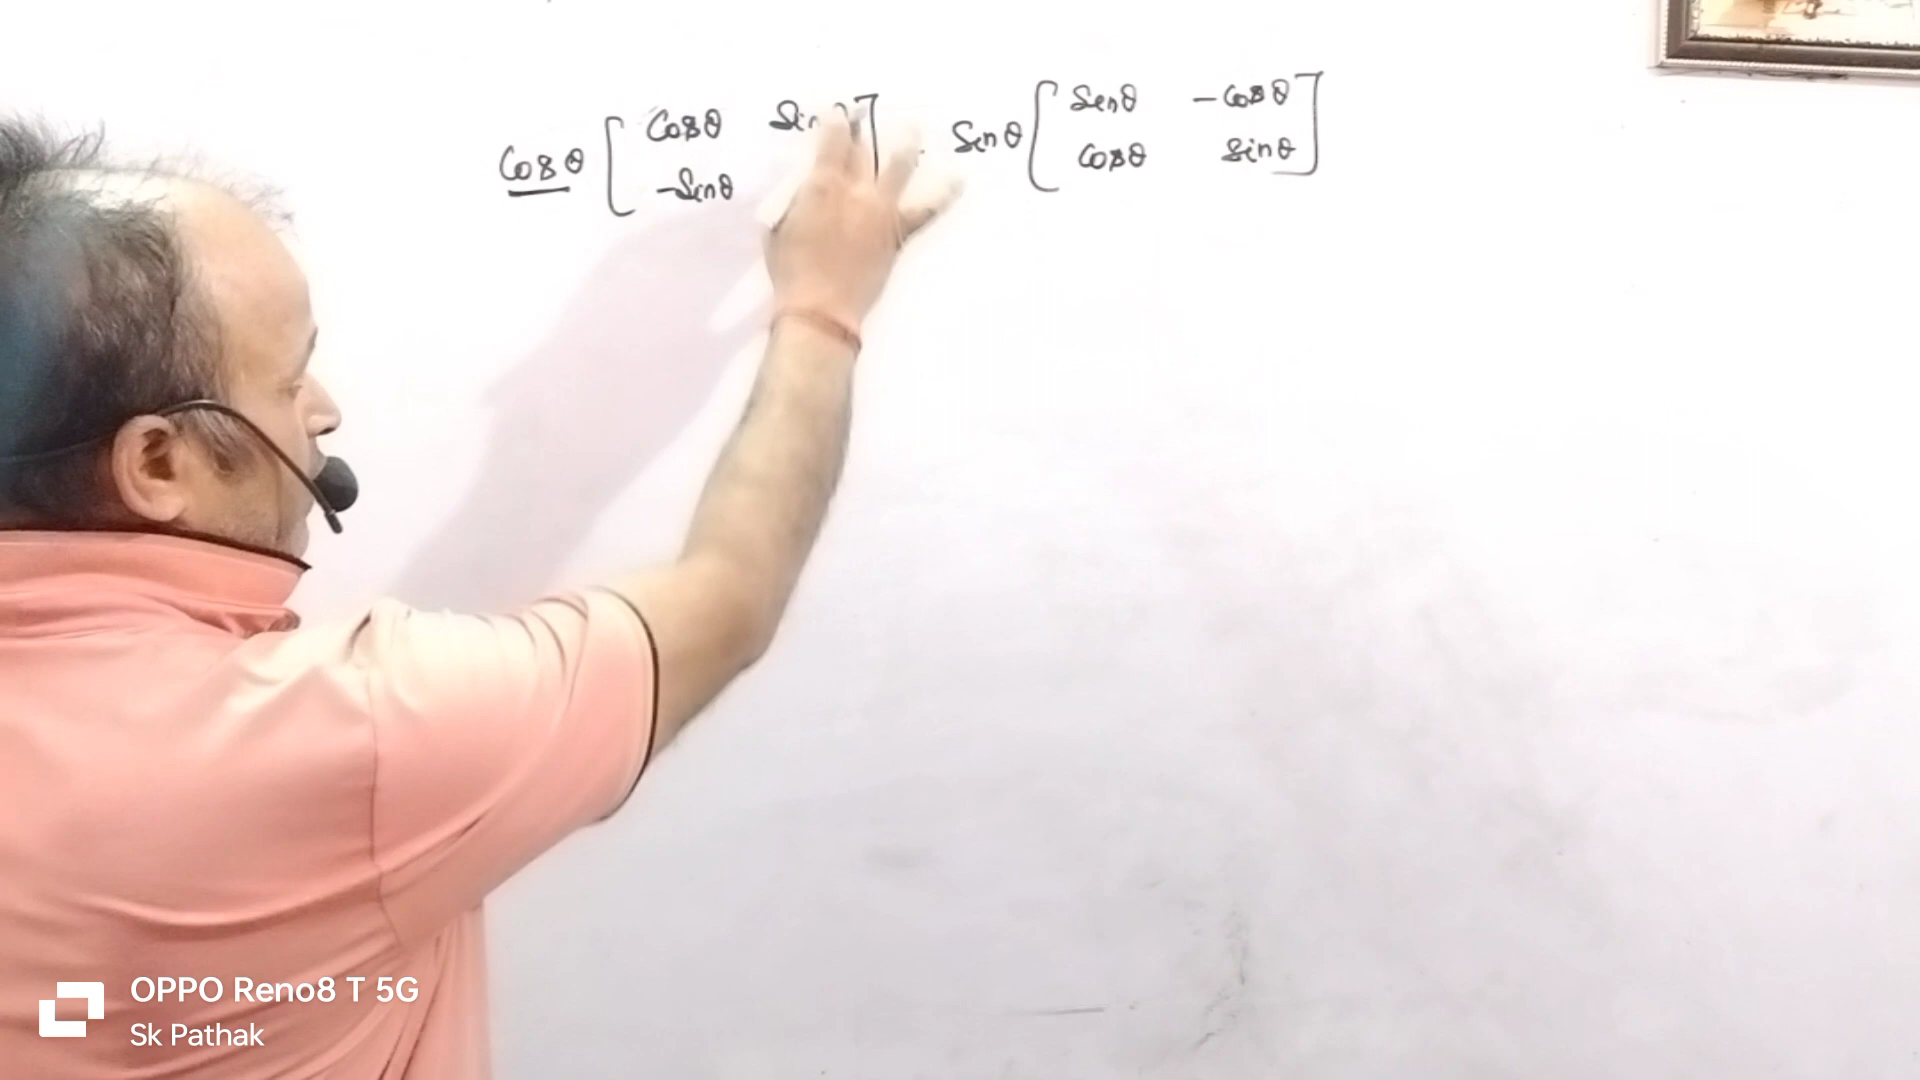 Cosθ [ Cosθ Sin ] Sinθ [ Sinθ -Cosθ ]
-Sinθ Cosθ Sinθ
OPPO Reno8 T 5G
Sk Pathak